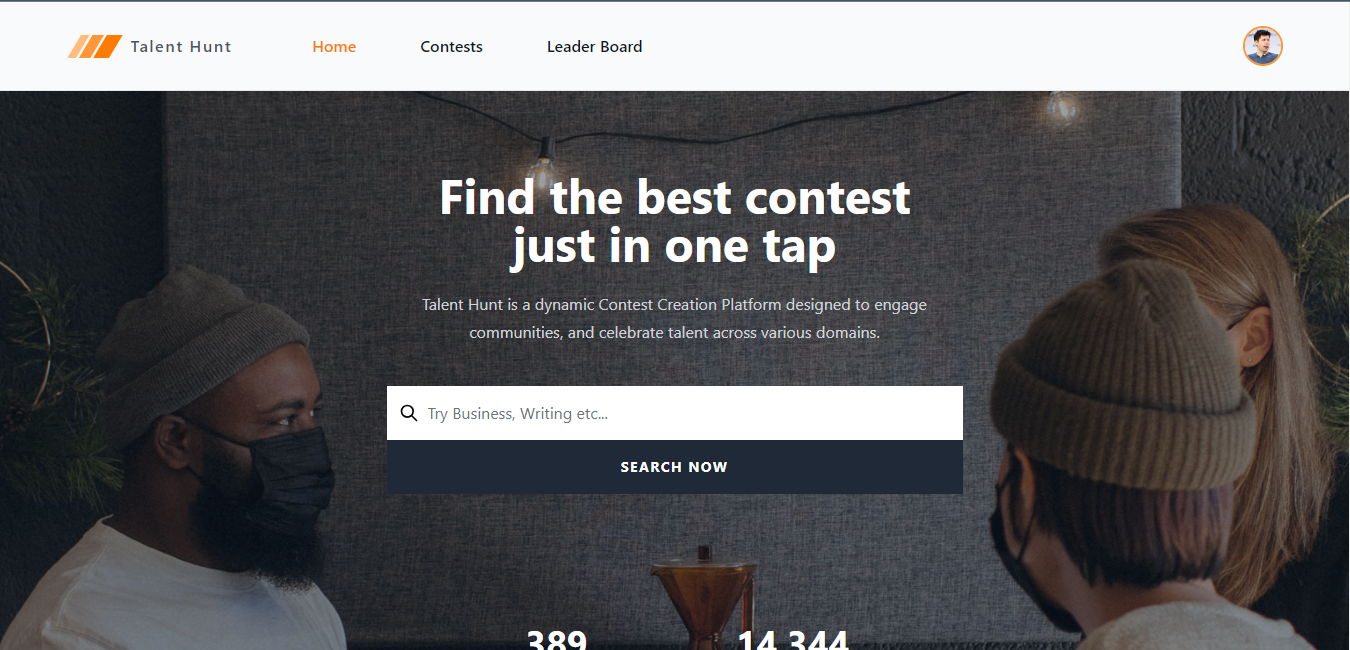 Talent Hunt
Home
Contests
Leader Board
Find the best contest
just in one tap
Talent Hunt is a dynamic Contest Creation Platform designed to engage
communities, and celebrate talent across various domains.
Try Business, Writing etc...
SEARCH NOW
389
14,344